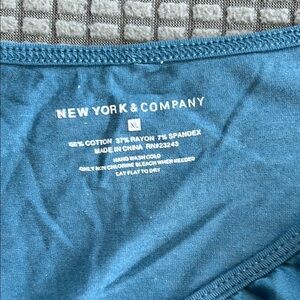 NEW YORK & COMPANY
XL
56% COTTON 37% RAYON 7% SPANDEX
MADE IN CHINA RN#23243
HAND WASH COLD
ONLY NON CHLORINE BLEACH WHEN NEEDED
LAY FLAT TO DRY